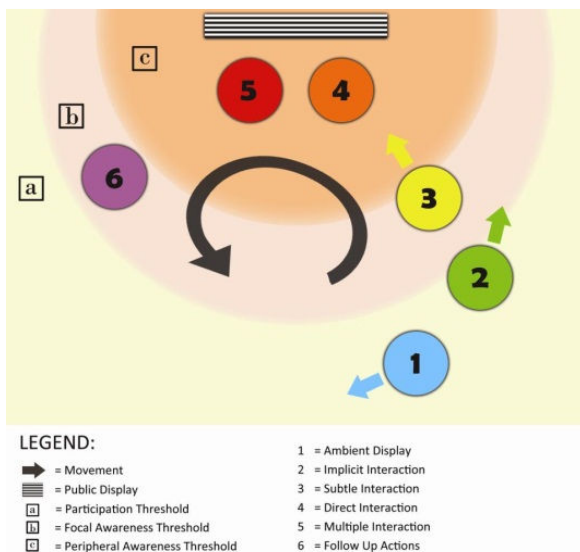 c
5
4
b
6
a
3
2
1
LEGEND:
= Movement
= Public Display
a = Participation Threshold
b = Focal Awareness Threshold
c = Peripheral Awareness Threshold
1 = Ambient Display
2 = Implicit Interaction
3 = Subtle Interaction
4 = Direct Interaction
5 = Multiple Interaction
6 = Follow Up Actions